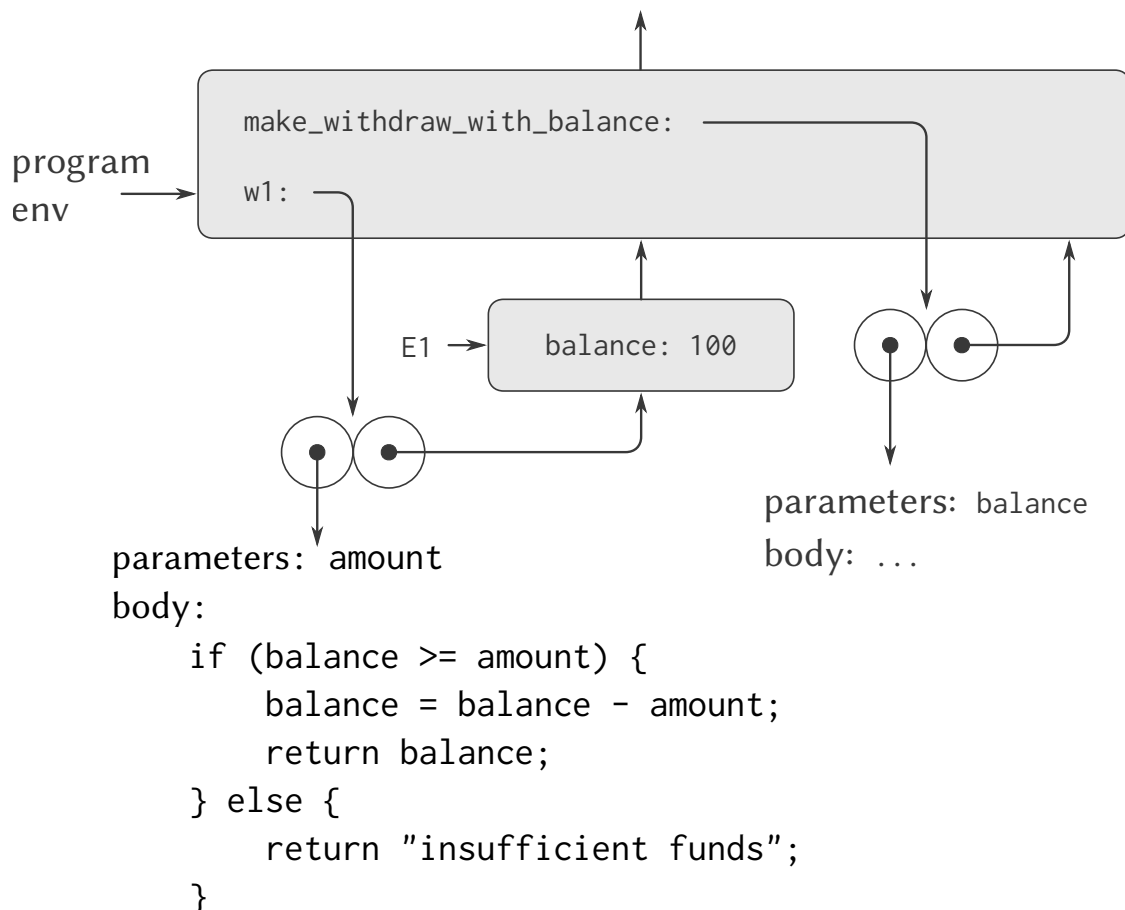 make_withdraw_with_balance:
program
env
w1:
E1
balance: 100
parameters: balance
body: ...
parameters: amount
body:
if (balance >= amount) {
balance = balance - amount;
return balance;
} else {
return "insufficient funds";
}